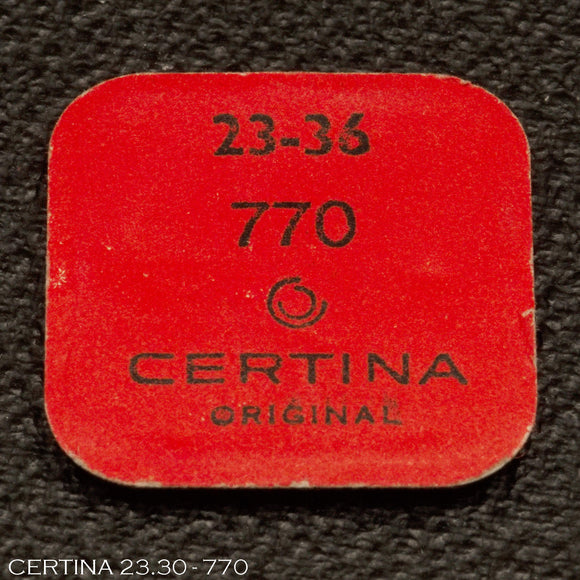 23-36
770
CERTINA
ORIGINAL
CERTINA 23.30 - 770